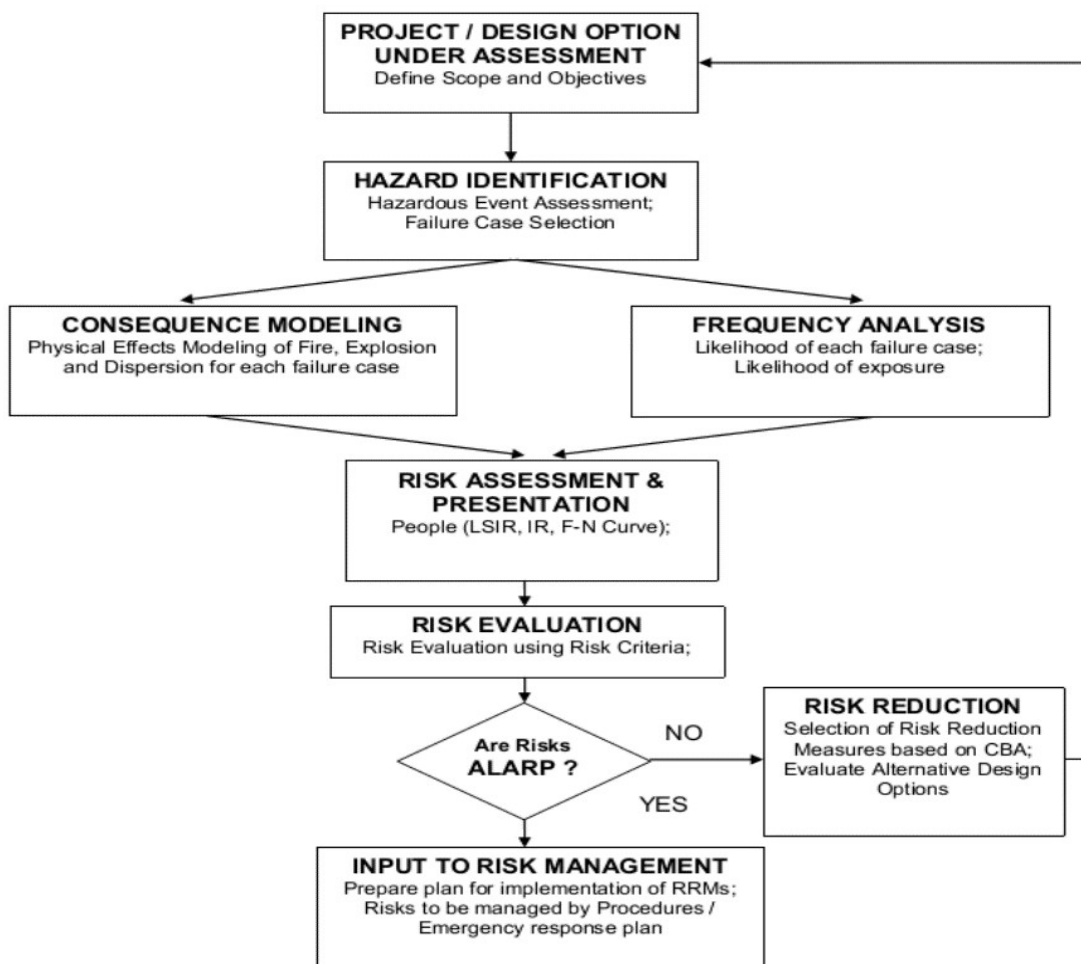 PROJECT / DESIGN OPTION
UNDER ASSESSMENT
Define Scope and Objectives
HAZARD IDENTIFICATION
Hazardous Event Assessment;
Failure Case Selection
CONSEQUENCE MODELING
Physical Effects Modeling of Fire, Explosion
and Dispersion for each failure case
FREQUENCY ANALYSIS
Likelihood of each failure case;
Likelihood of exposure
RISK ASSESSMENT &
PRESENTATION
People (LSIR, IR, F-N Curve);
RISK EVALUATION
Risk Evaluation using Risk Criteria;
Are Risks
ALARP ?
NO
YES
RISK REDUCTION
Selection of Risk Reduction
Measures based on CBA;
Evaluate Alternative Design
Options
INPUT TO RISK MANAGEMENT
Prepare plan for implementation of RRMs;
Risks to be managed by Procedures /
Emergency response plan